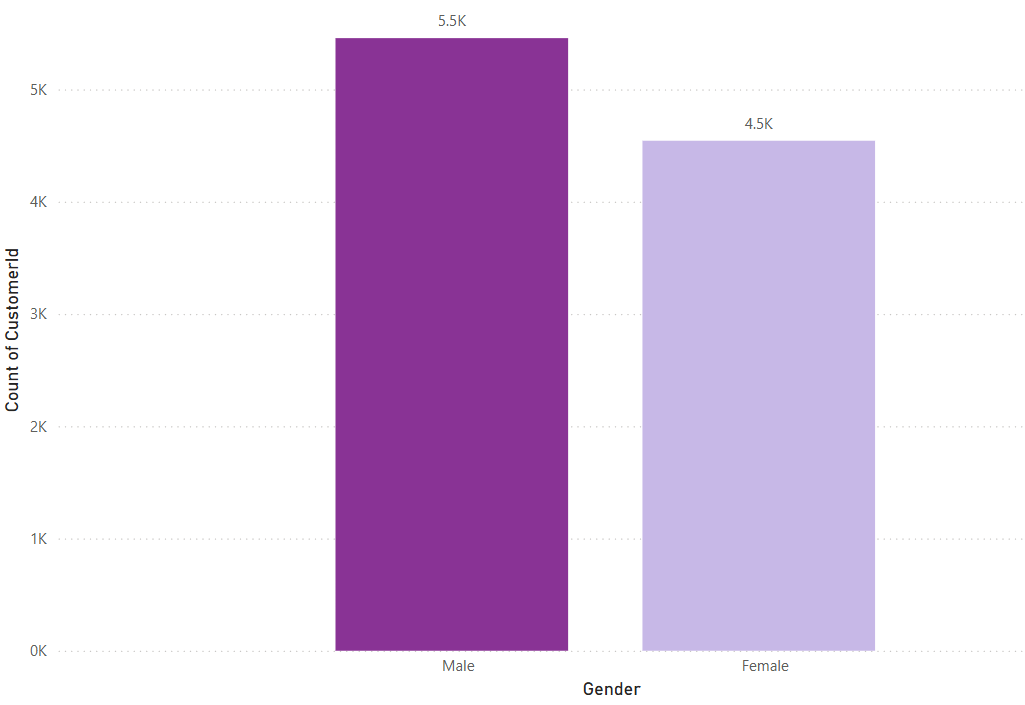 5.5K
4.5K
5K
4K
3K
2K
1K
0K
Count of CustomerId
Male
Female
Gender